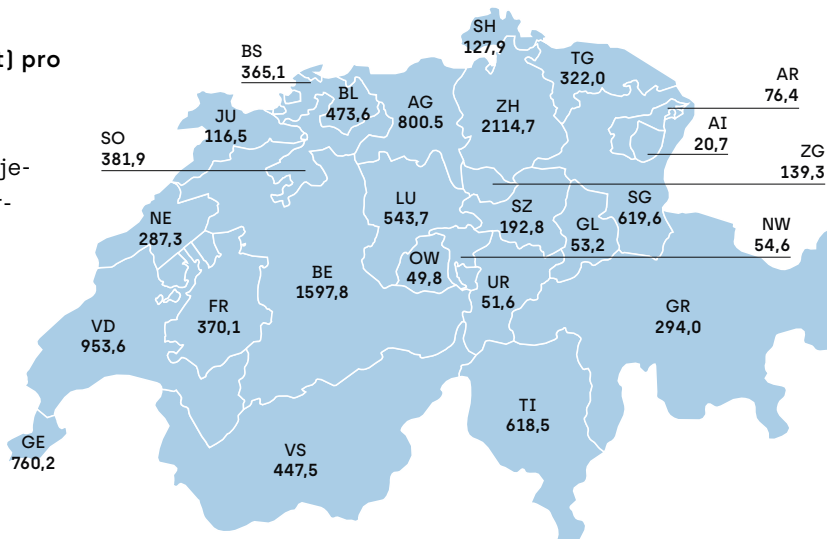 t) pro
je-
-
SH
127,9
BS
365,1
TG
322,0
AR
76,4
BL
473,6
AG
800.5
ZH
2114,7
JU
116,5
AI
20,7
SO
381,9
ZG
139,3
LU
543,7
SZ
192,8
GL
53,2
SG
619,6
NE
287,3
NW
54,6
OW
49,8
BE
1597,8
UR
51,6
FR
370,1
GR
294,0
VD
953,6
TI
618,5
GE
760,2
VS
447,5